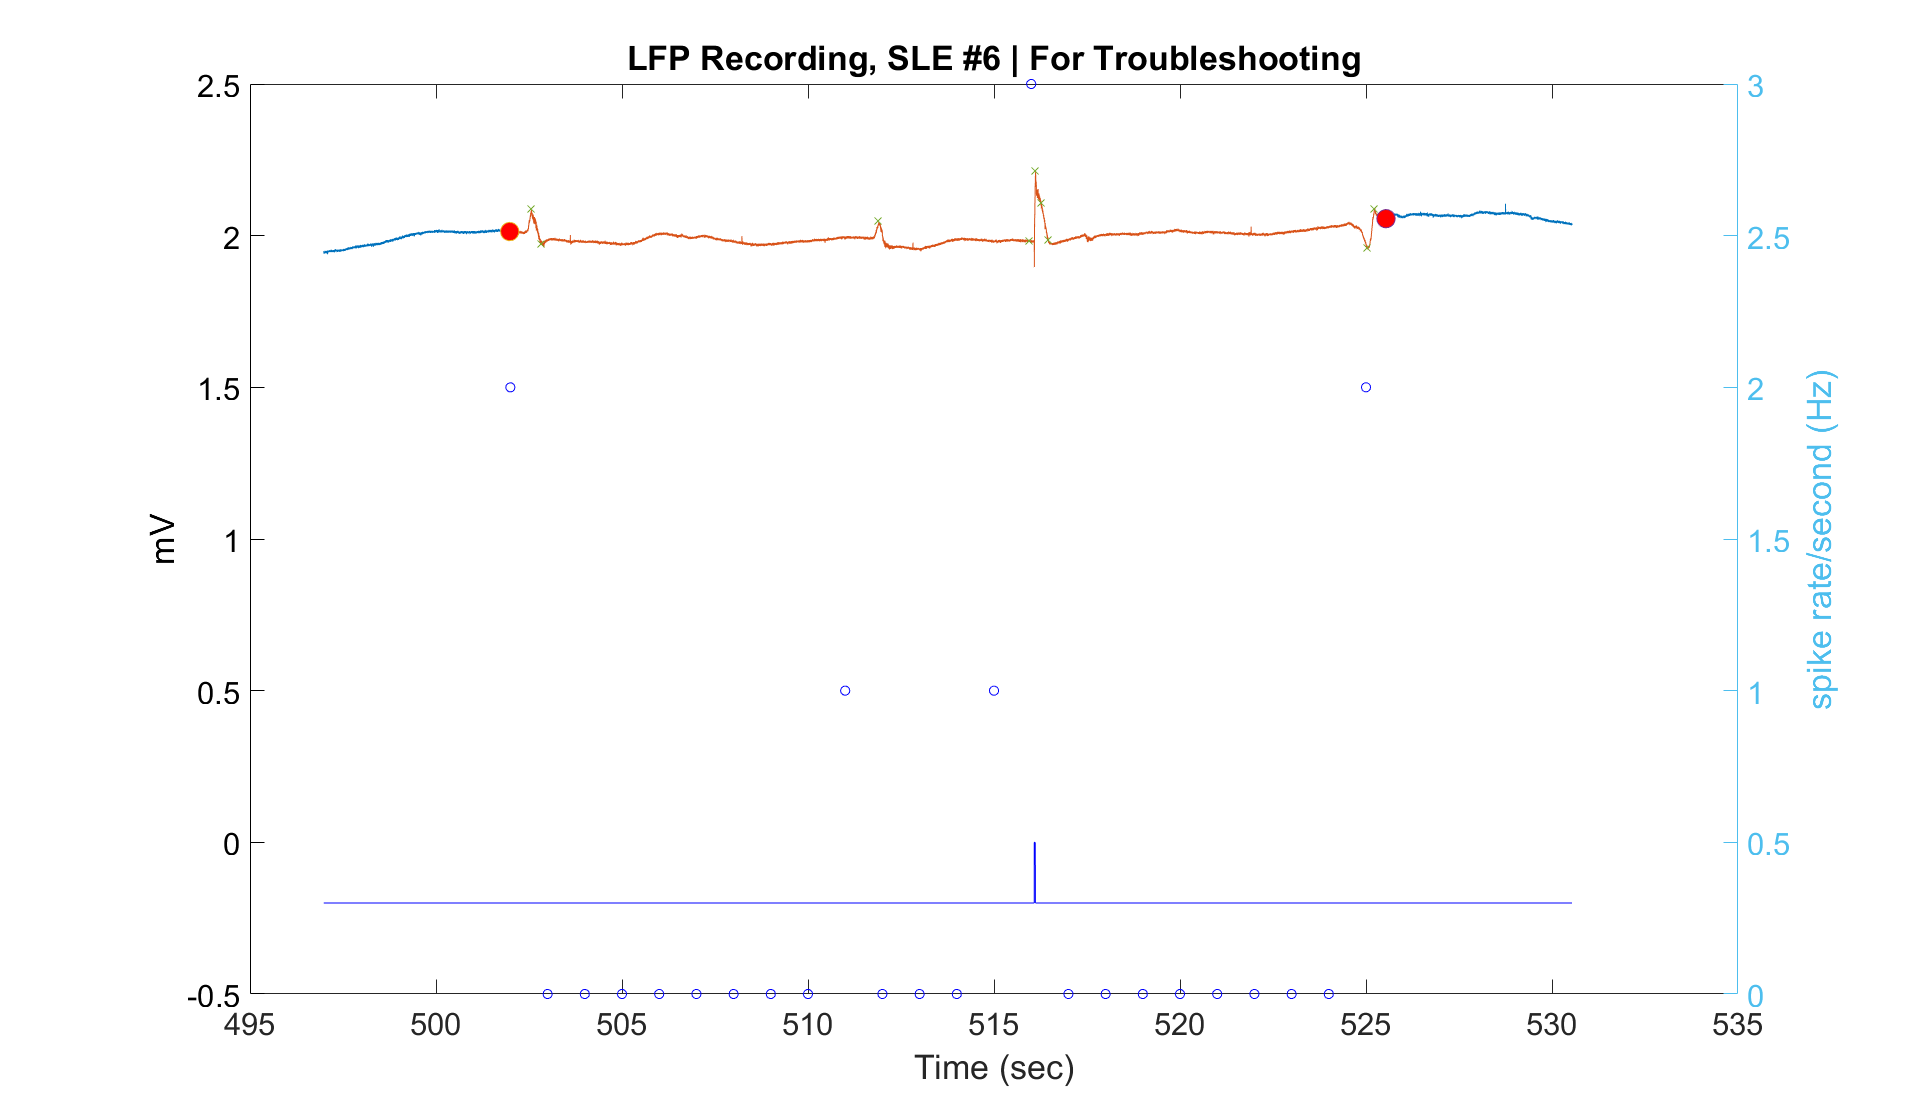 LFP Recording, SLE #6 | For Troubleshooting
2.5
2
1.5
1
0.5
0
-0.5
mV
3
2.5
2
1.5
1
0.5
0
spike rate/second (Hz)
495 500 505 510 515 520 525 530 535
Time (sec)